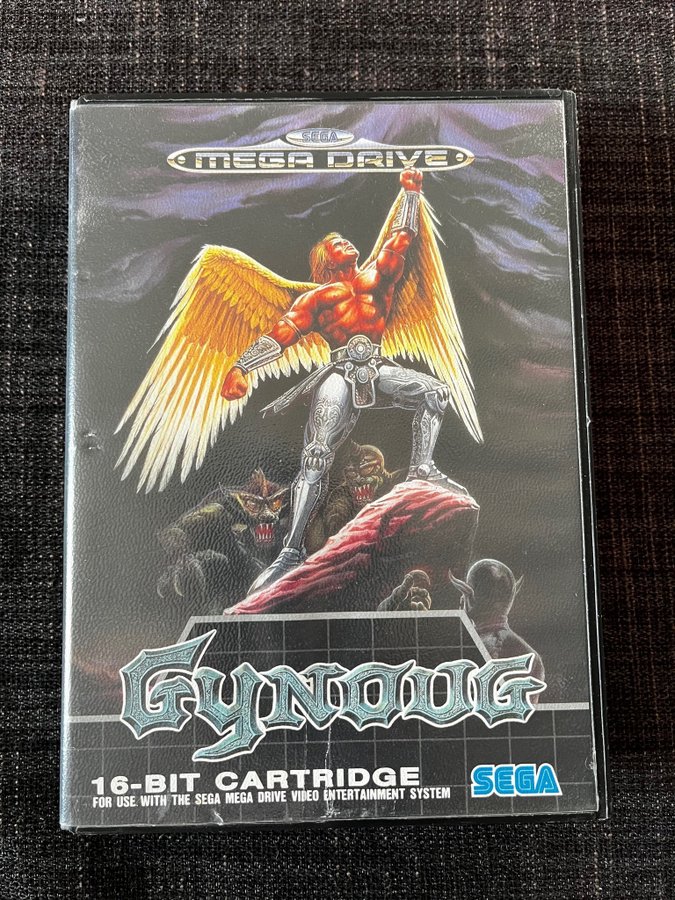 SEGA
MEGA DRIVE
GYNOUG
16-BIT CARTRIDGE
FOR USE WITH THE SEGA MEGA DRIVE VIDEO ENTERTAINMENT SYSTEM
SEGA